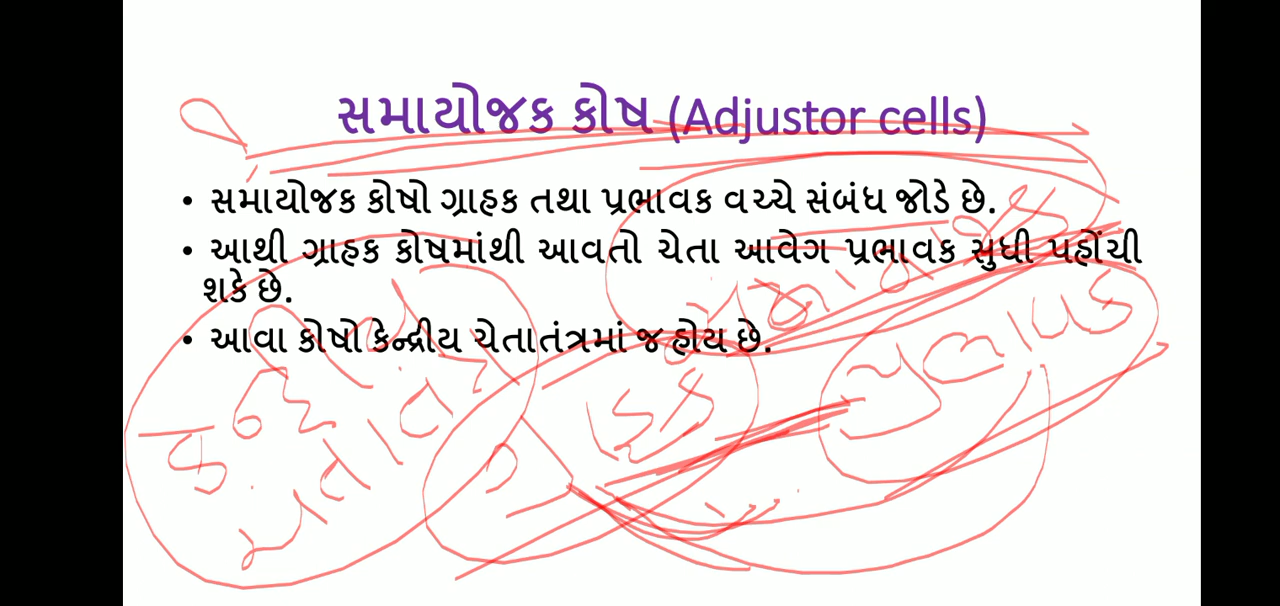 સમાયોજક કોષ (Adjustor cells)
• સમાયોજક કોષો ગ્રાહક તથા પ્રભાવક વચ્ચે સંબંધ જોડે છે.
• આથી ગ્રાહક કોષમાંથી આવતો ચેતા આવેગ પ્રભાવક સુધી પહોંચી
શકે છે.
• આવા કોષો કેન્દ્રીય ચેતાતંત્રમાં જ હોય છે.